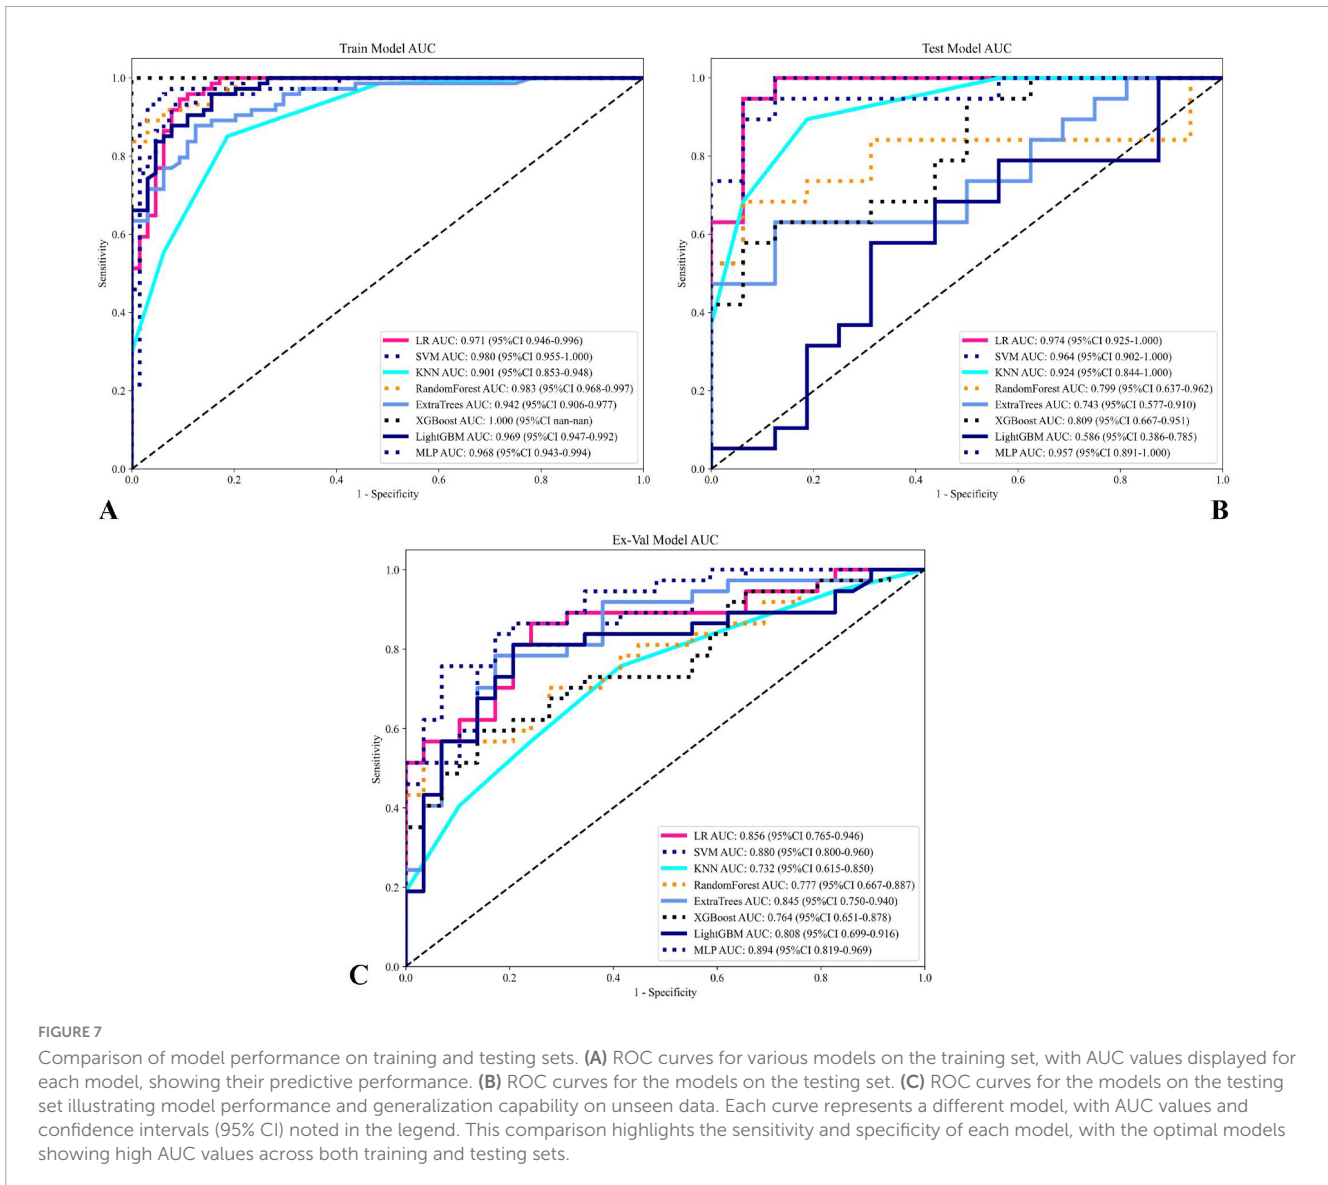 Train Model AUC
1.0
0.8
0.6
0.4
0.2
0.0
Sensitivity
LR AUC: 0.971 (95%CI 0.946-0.996)
SVM AUC: 0.980 (95%CI 0.955-1.000)
KNN AUC: 0.901 (95%CI 0.853-0.948)
RandomForest AUC: 0.983 (95%CI 0.968-0.997)
ExtraTrees AUC: 0.942 (95%CI 0.906-0.977)
XGBoost AUC: 1.000 (95%CI nan-nan)
LightGBM AUC: 0.969 (95%CI 0.947-0.992)
MLP AUC: 0.968 (95%CI 0.943-0.994)
0.0 0.2 0.4 0.6 0.8 1.0
1 - Specificity
A
Test Model AUC
1.0
0.8
0.6
0.4
0.2
0.0
Sensitivity
LR AUC: 0.974 (95%CI 0.925-1.000)
SVM AUC: 0.964 (95%CI 0.902-1.000)
KNN AUC: 0.924 (95%CI 0.844-1.000)
RandomForest AUC: 0.799 (95%CI 0.637-0.962)
ExtraTrees AUC: 0.743 (95%CI 0.577-0.910)
XGBoost AUC: 0.809 (95%CI 0.667-0.951)
LightGBM AUC: 0.586 (95%CI 0.386-0.785)
MLP AUC: 0.957 (95%CI 0.891-1.000)
0.0 0.2 0.4 0.6 0.8 1.0
1 - Specificity
B
Ex-Val Model AUC
1.0
0.8
0.6
0.4
0.2
0.0
Sensitivity
LR AUC: 0.856 (95%CI 0.765-0.946)
SVM AUC: 0.880 (95%CI 0.800-0.960)
KNN AUC: 0.732 (95%CI 0.615-0.850)
RandomForest AUC: 0.777 (95%CI 0.667-0.887)
ExtraTrees AUC: 0.845 (95%CI 0.750-0.940)
XGBoost AUC: 0.764 (95%CI 0.651-0.878)
LightGBM AUC: 0.808 (95%CI 0.699-0.916)
MLP AUC: 0.894 (95%CI 0.819-0.969)
0.0 0.2 0.4 0.6 0.8 1.0
1 - Specificity
C
FIGURE 7
Comparison of model performance on training and testing sets. (A) ROC curves for various models on the training set, with AUC values displayed for
each model, showing their predictive performance. (B) ROC curves for the models on the testing set. (C) ROC curves for the models on the testing
set illustrating model performance and generalization capability on unseen data. Each curve represents a different model, with AUC values and
confidence intervals (95% CI) noted in the legend. This comparison highlights the sensitivity and specificity of each model, with the optimal models
showing high AUC values across both training and testing sets.